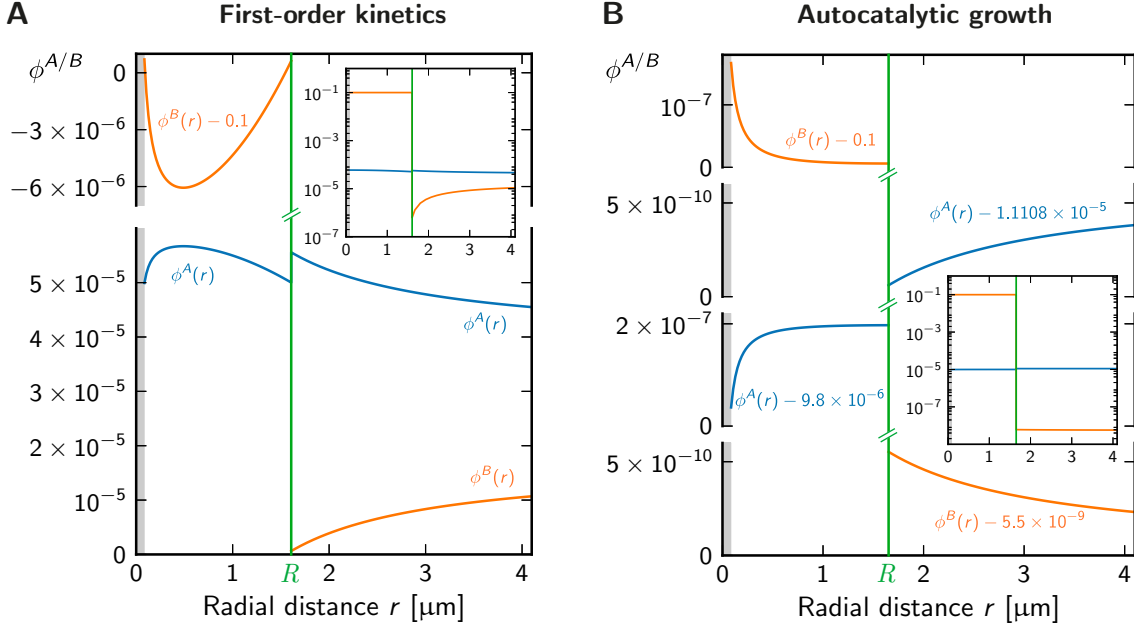 A
First-order kinetics
ϕ^{A/B}
0
−3 × 10⁻⁶
−6 × 10⁻⁶
ϕ^B(r) − 0.1
10⁻¹
10⁻³
10⁻⁵
10⁻⁷
0 1 2 3 4
5 × 10⁻⁵
4 × 10⁻⁵
3 × 10⁻⁵
2 × 10⁻⁵
10⁻⁵
0
ϕ^A(r)
ϕ^A(r)
ϕ^B(r)
0 1 R 2 3 4
Radial distance r [μm]
B
Autocatalytic growth
ϕ^{A/B}
10⁻⁷
0
ϕ^B(r) − 0.1
5 × 10⁻¹⁰
0
ϕ^A(r) − 1.1108 × 10⁻⁵
2 × 10⁻⁷
0
ϕ^A(r) − 9.8 × 10⁻⁶
10⁻¹
10⁻³
10⁻⁵
10⁻⁷
0 1 2 3 4
5 × 10⁻¹⁰
0
ϕ^B(r) − 5.5 × 10⁻⁹
0 1 R 2 3 4
Radial distance r [μm]